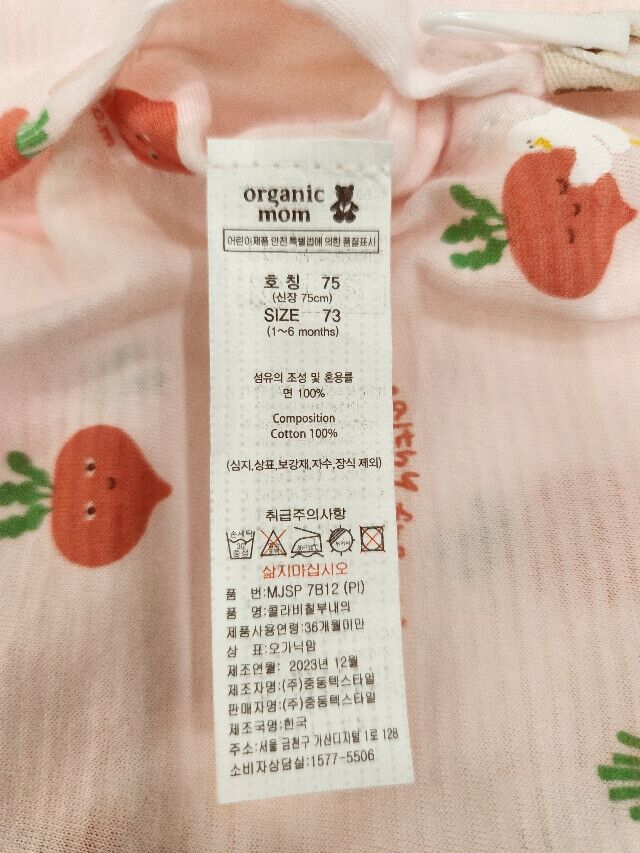 organic
mom
어린이제품 안전 특별법에 의한 품질표시
호 칭 75
(신장 75cm)
SIZE 73
(1~6 months)
섬유의 조성 및 혼용률
면 100%
Composition
Cotton 100%
(심지,상표,보강재,자수,장식 제외)
취급주의사항
손세탁
30
중성
삶지마십시오
품 번:MJSP 7B12 (PI)
품 명:콜라비칠부내의
제품사용연령:36개월미만
상 표:오가닉맘
제조연월: 2023년 12월
제조자명:(주)중동텍스타일
판매자명:(주)중동텍스타일
제조국명:한국
주소:서울 금천구 가산디지털 1로 128
소비자상담실:1577-5506